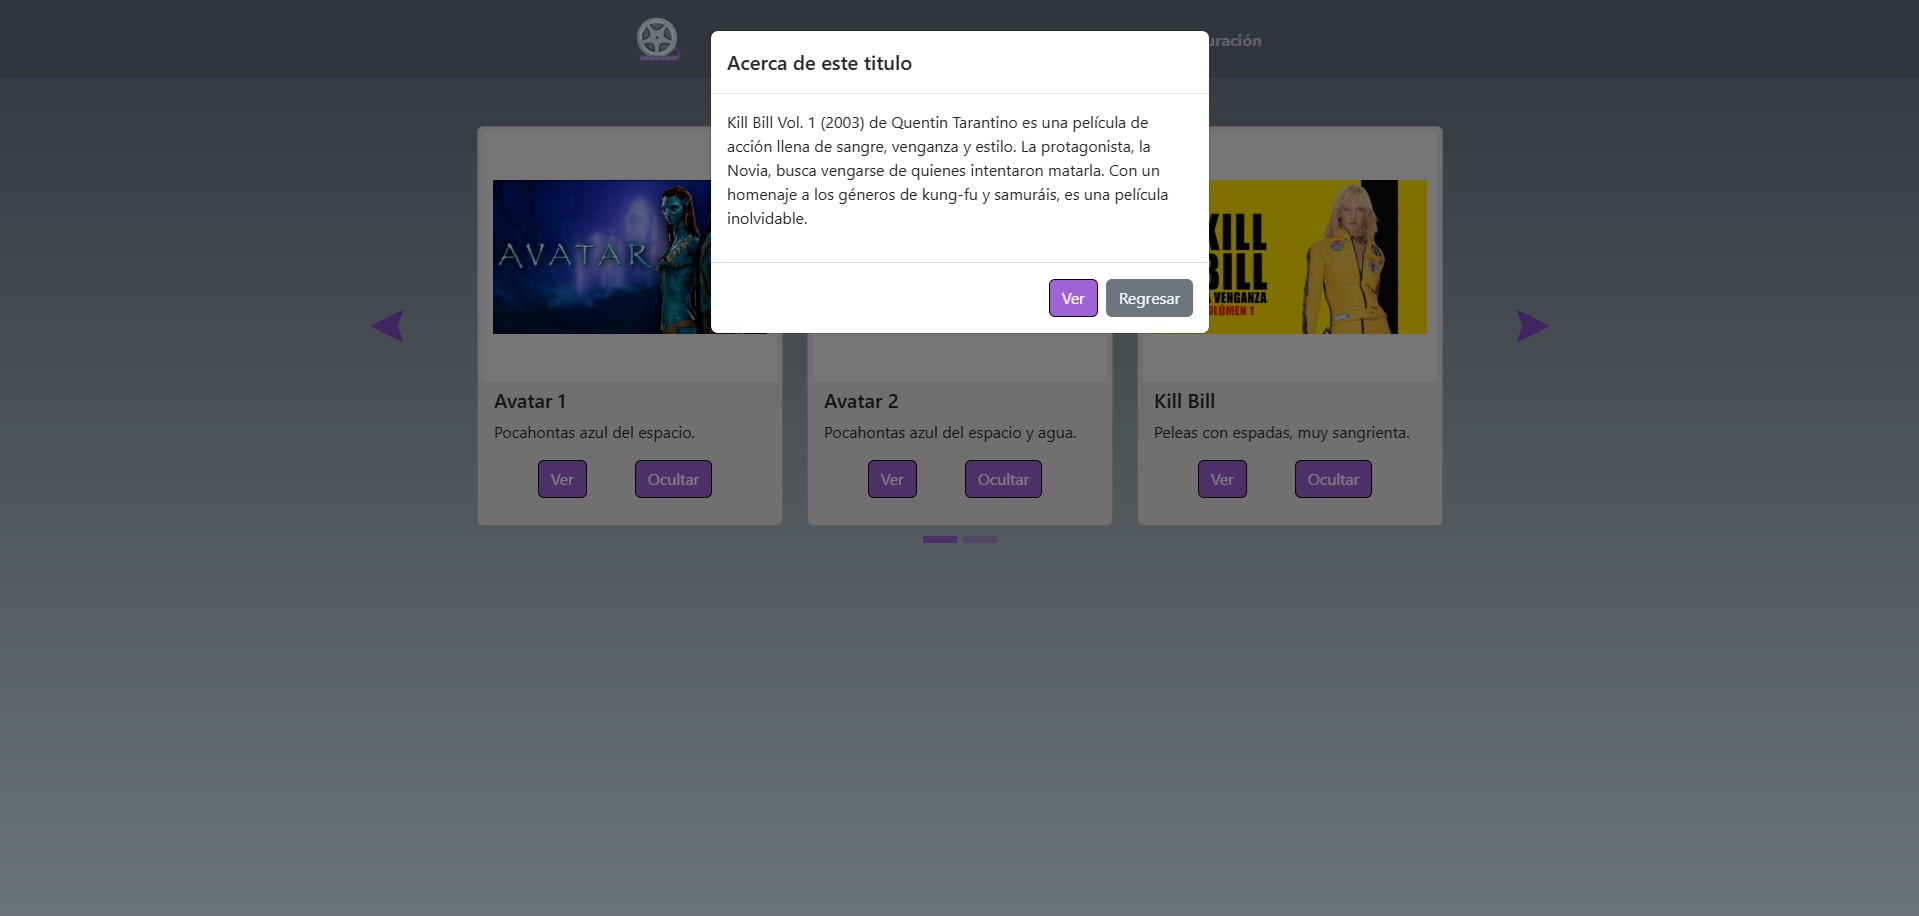 uración
Acerca de este titulo
Kill Bill Vol. 1 (2003) de Quentin Tarantino es una película de
acción llena de sangre, venganza y estilo. La protagonista, la
Novia, busca vengarse de quienes intentaron matarla. Con un
homenaje a los géneros de kung-fu y samuráis, es una película
inolvidable.
Ver Regresar
AVATAR
KILL
BILL
VENGANZA
VOLÚMEN 1
Avatar 1
Pocahontas azul del espacio.
Ver Ocultar
Avatar 2
Pocahontas azul del espacio y agua.
Ver Ocultar
Kill Bill
Peleas con espadas, muy sangrienta.
Ver Ocultar